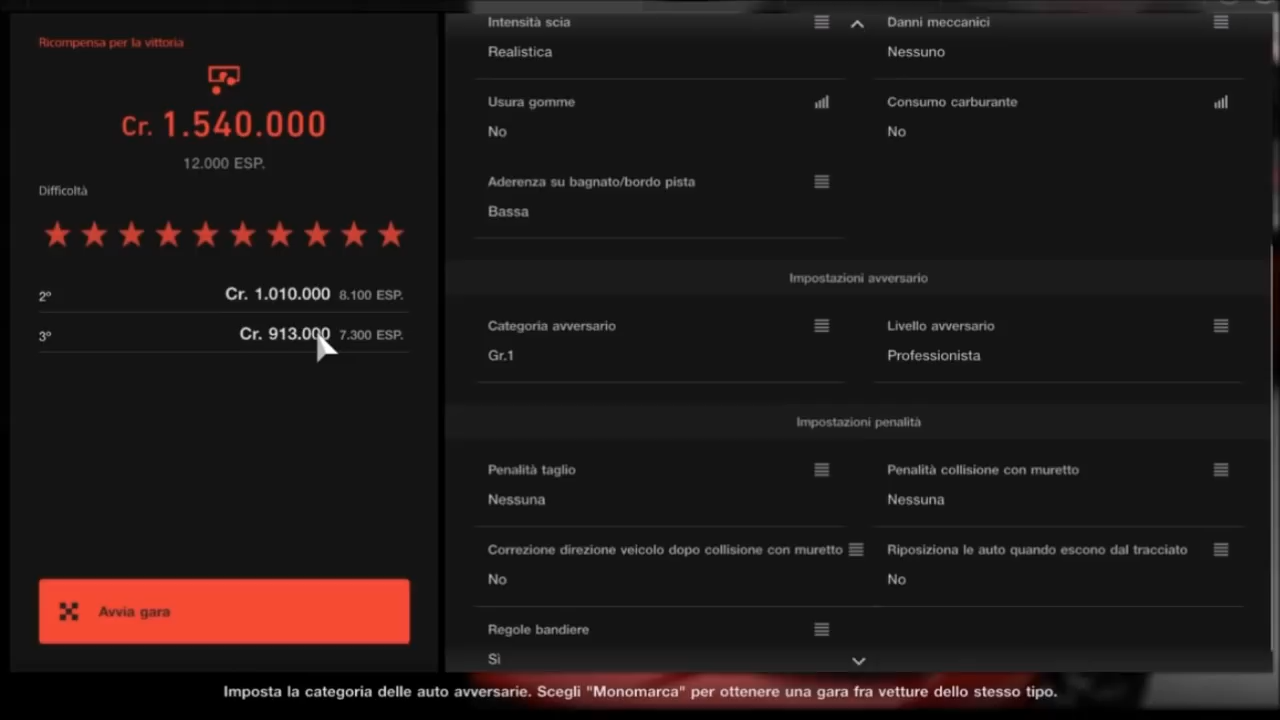 Ricompensa per la vittoria
Cr. 1.540.000
12.000 ESP.
Difficoltà
2º Cr. 1.010.000 8.100 ESP.
3º Cr. 913.000 7.300 ESP.
Avvia gara
Intensità scia
Realistica
Danni meccanici
Nessuno
Usura gomme
No
Consumo carburante
No
Aderenza su bagnato/bordo pista
Bassa
Impostazioni avversario
Categoria avversario
Gr.1
Livello avversario
Professionista
Impostazioni penalità
Penalità taglio
Nessuna
Penalità collisione con muretto
Nessuna
Correzione direzione veicolo dopo collisione con muretto
No
Riposiziona le auto quando escono dal tracciato
No
Regole bandiere
Sì
Imposta la categoria delle auto avversarie. Scegli "Monomarca" per ottenere una gara fra vetture dello stesso tipo.